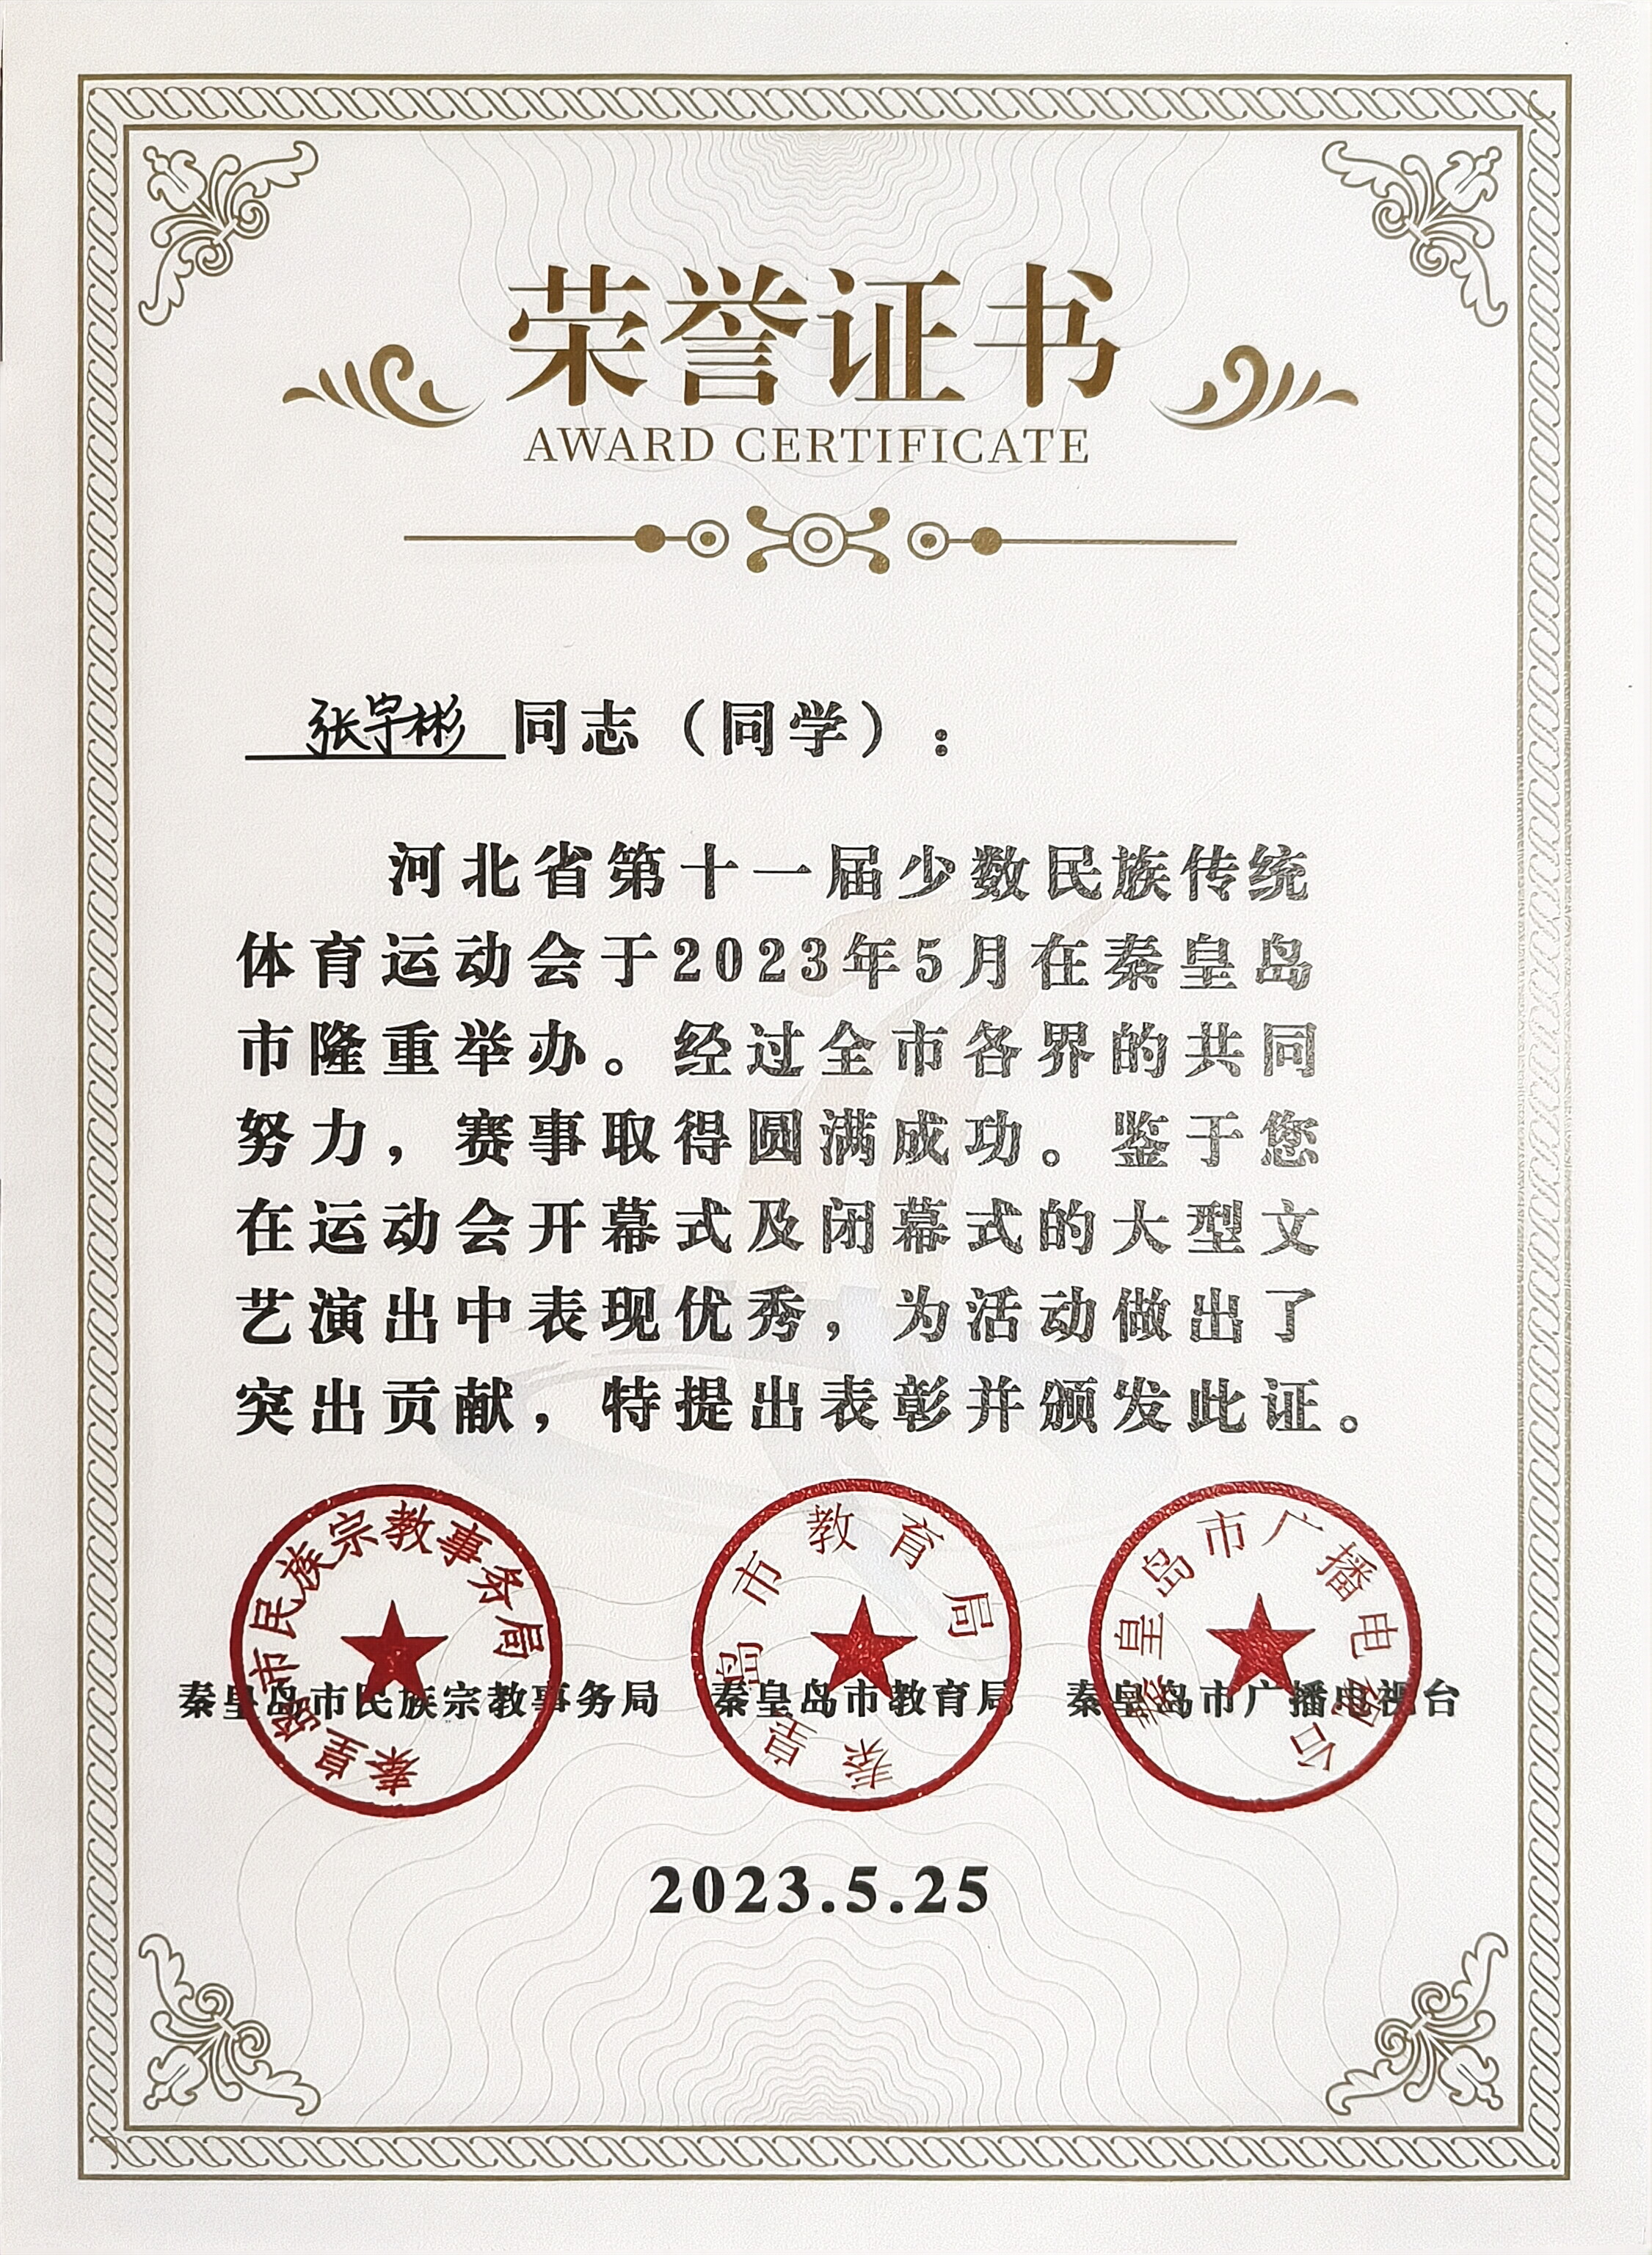 荣誉证书
AWARD CERTIFICATE
张宇彬同志（同学）：
河北省第十一届少数民族传统
体育运动会于2023年5月在秦皇岛
市隆重举办。经过全市各界的共同
努力，赛事取得圆满成功。鉴于您
在运动会开幕式及闭幕式的大型文
艺演出中表现优秀，为活动做出了
突出贡献，特提出表彰并颁发此证。
秦皇岛市民族宗教事务局
秦皇岛市教育局
秦皇岛市广播电视台
秦皇岛市民族宗教事务局 秦皇岛市教育局 秦皇岛市广播电视台
2023.5.25